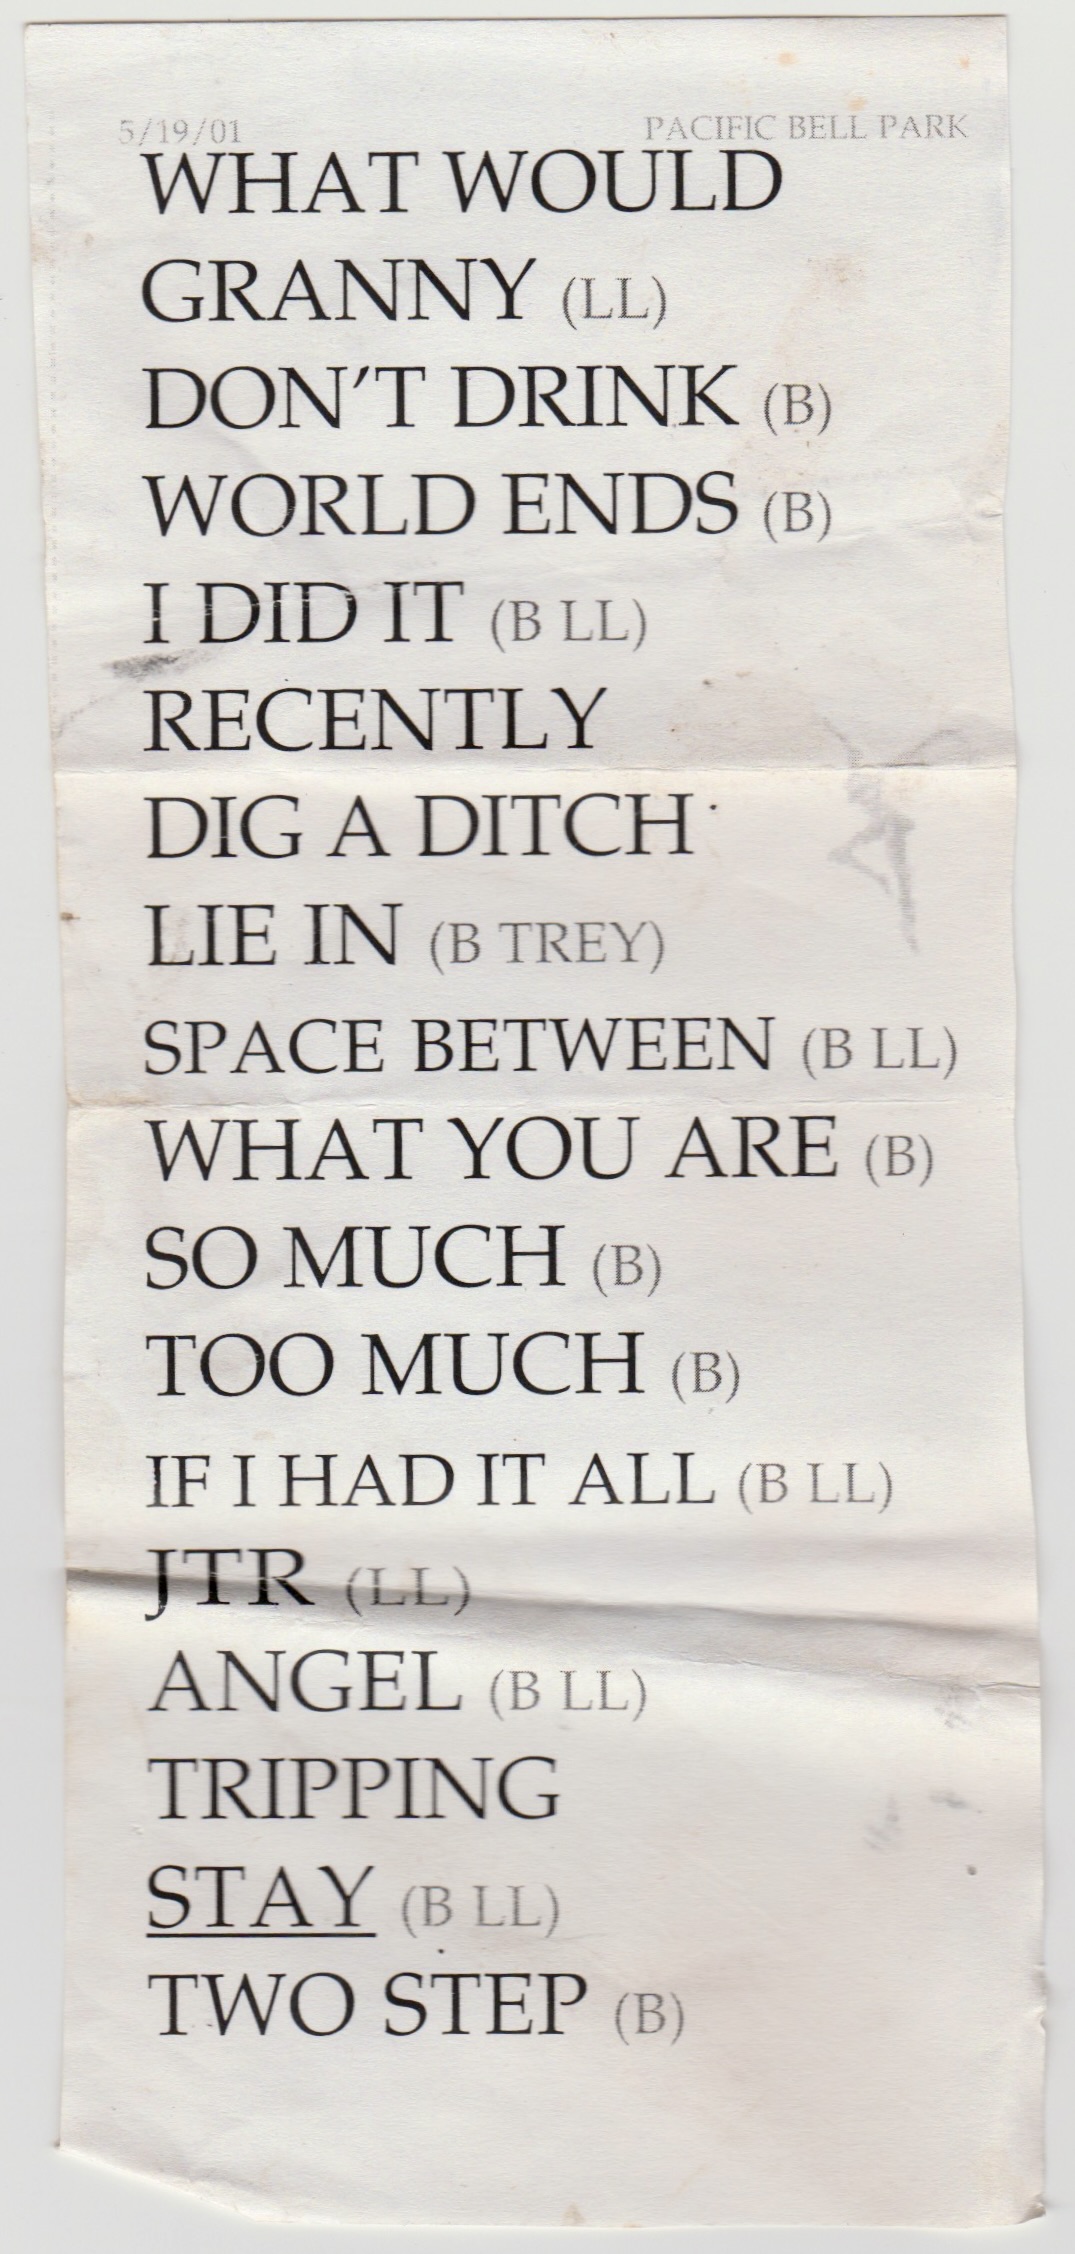 5/19/01 PACIFIC BELL PARK
WHAT WOULD
GRANNY (LL)
DON'T DRINK (B)
WORLD ENDS (B)
I DID IT (B LL)
RECENTLY
DIG A DITCH
LIE IN (B TREY)
SPACE BETWEEN (B LL)
WHAT YOU ARE (B)
SO MUCH (B)
TOO MUCH (B)
IF I HAD IT ALL (B LL)
JTR (LL)
ANGEL (B LL)
TRIPPING
STAY (B LL)
TWO STEP (B)